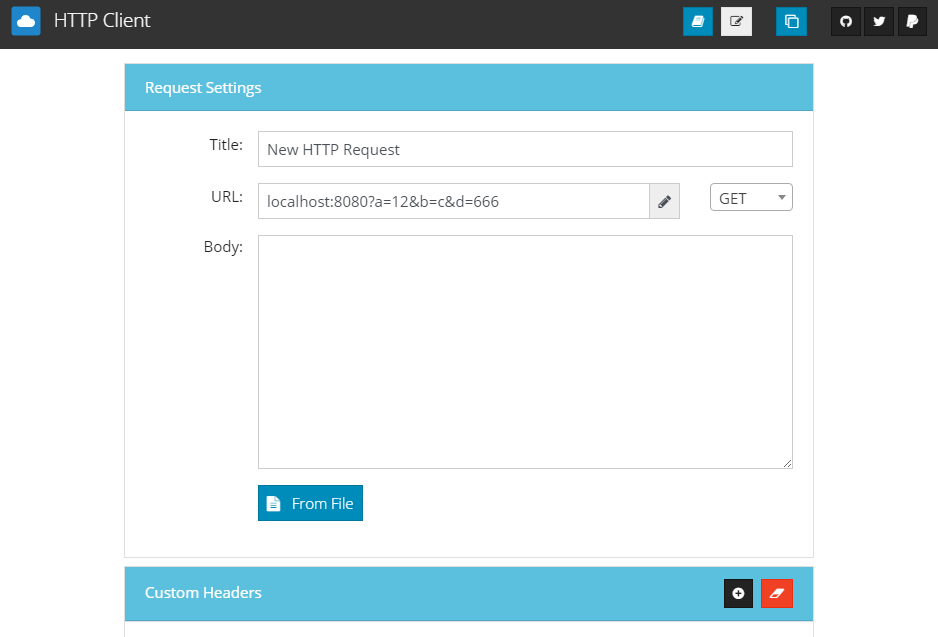 HTTP Client
Request Settings
Title: New HTTP Request
URL: localhost:8080?a=12&b=c&d=666 GET
Body:
From File
Custom Headers